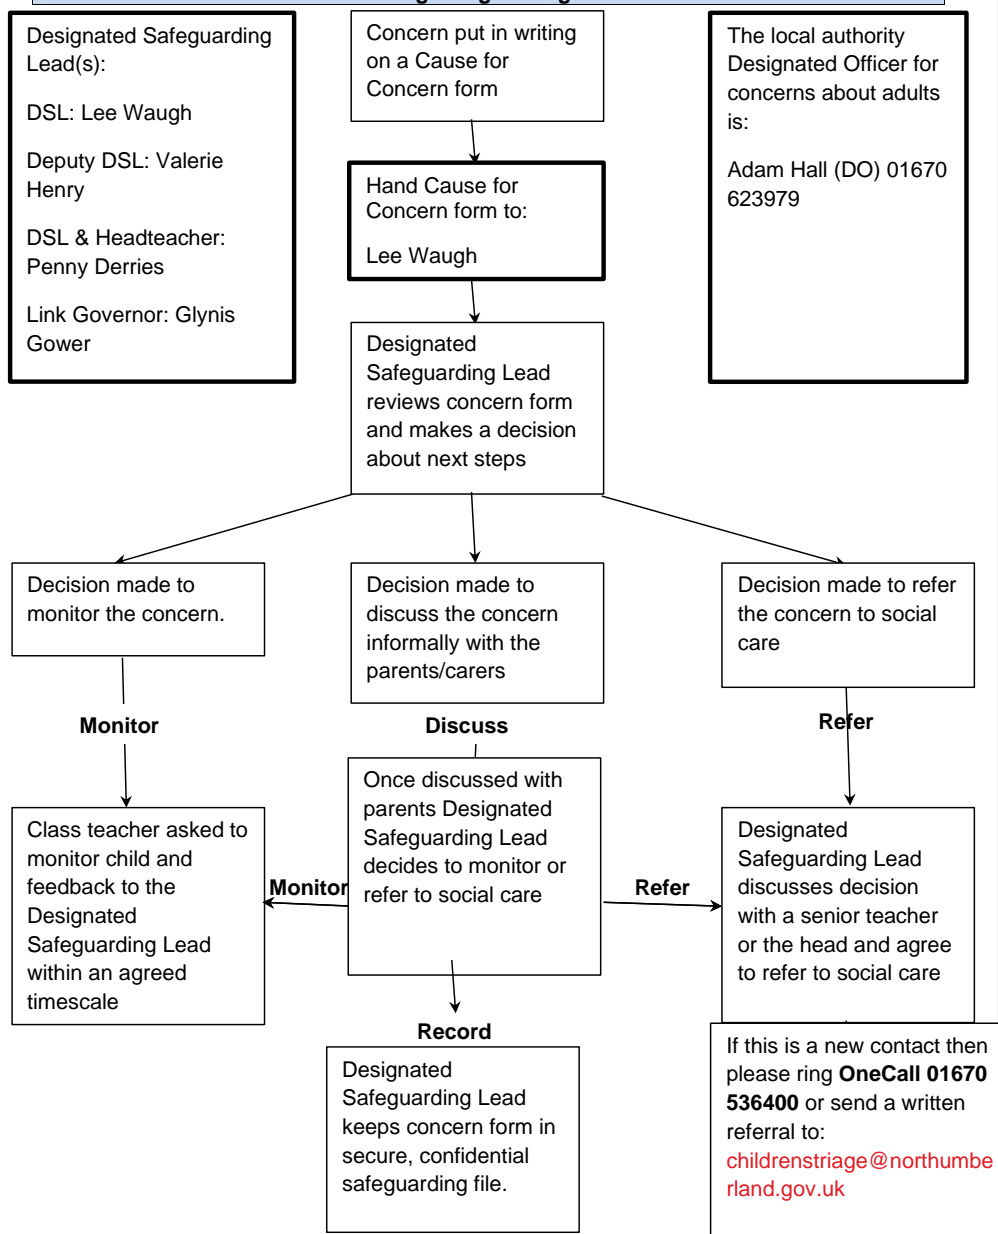 Designated Safeguarding
Lead(s):
DSL: Lee Waugh
Deputy DSL: Valerie
Henry
DSL & Headteacher:
Penny Derries
Link Governor: Glynis
Gower
Concern put in writing
on a Cause for
Concern form
The local authority
Designated Officer for
concerns about adults
is:
Adam Hall (DO) 01670
623979
Hand Cause for
Concern form to:
Lee Waugh
Designated
Safeguarding Lead
reviews concern form
and makes a decision
about next steps
Decision made to
monitor the concern.
Decision made to
discuss the concern
informally with the
parents/carers
Decision made to refer
the concern to social
care
Monitor
Discuss
Refer
Class teacher asked to
monitor child and
feedback to the
Designated
Safeguarding Lead
within an agreed
timescale
Monitor
Once discussed with
parents Designated
Safeguarding Lead
decides to monitor or
refer to social care
Refer
Designated
Safeguarding Lead
discusses decision
with a senior teacher
or the head and agree
to refer to social care
Record
Designated
Safeguarding Lead
keeps concern form in
secure, confidential
safeguarding file.
If this is a new contact then
please ring OneCall 01670
536400 or send a written
referral to:
childrenstriage@northumbe
rland.gov.uk